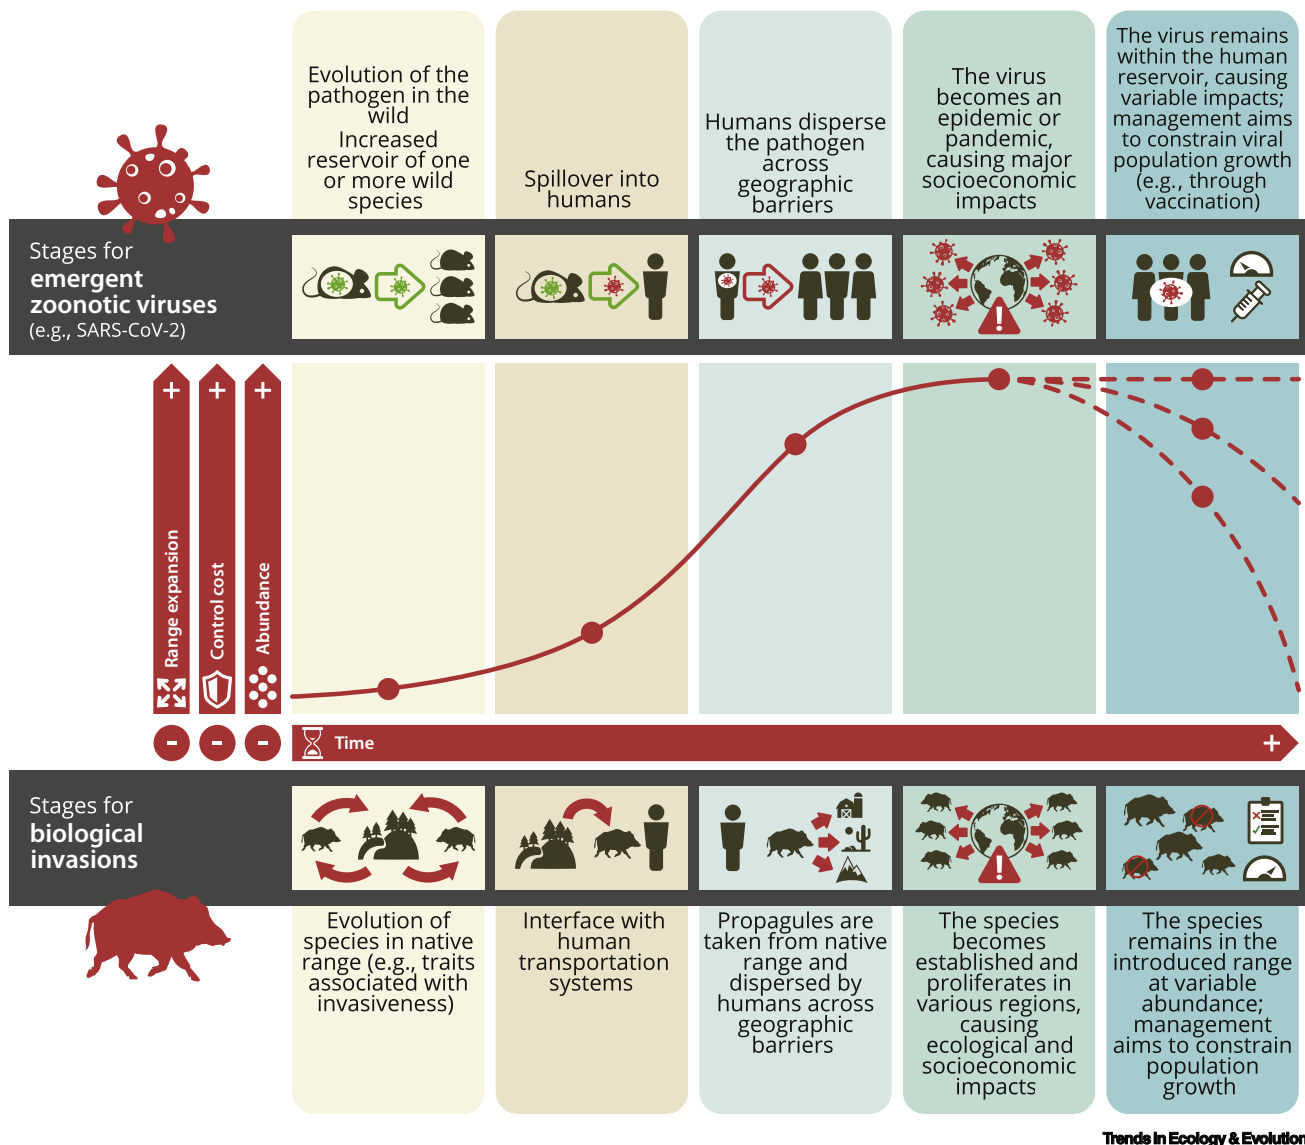 Evolution of the
pathogen in the
wild
Increased
reservoir of one
or more wild
species
Spillover into
humans
Humans disperse
the pathogen
across
geographic
barriers
The virus
becomes an
epidemic or
pandemic,
causing major
socioeconomic
impacts
The virus remains
within the human
reservoir, causing
variable impacts;
management aims
to constrain viral
population growth
(e.g., through
vaccination)
Stages for
emergent
zoonotic viruses
(e.g., SARS-CoV-2)
!
+
+
+
Range expansion
Control cost
Abundance
-
-
-
Time
+
Stages for
biological
invasions
!
Evolution of
species in native
range (e.g., traits
associated with
invasiveness)
Interface with
human
transportation
systems
Propagules are
taken from native
range and
dispersed by
humans across
geographic
barriers
The species
becomes
established and
proliferates in
various regions,
causing
ecological and
socioeconomic
impacts
The species
remains in the
introduced range
at variable
abundance;
management
aims to constrain
population
growth
Trends in Ecology & Evolution